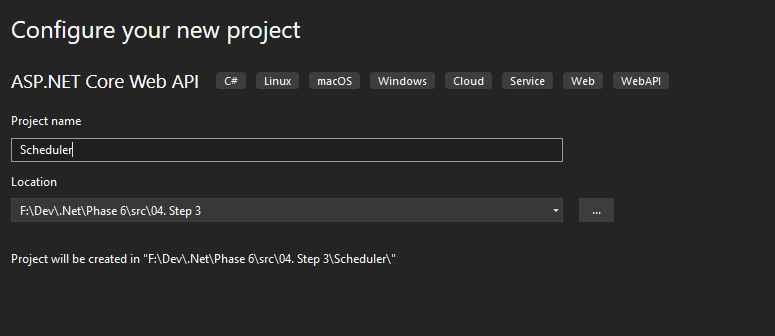 Configure your new project
ASP.NET Core Web API C# Linux macOS Windows Cloud Service Web WebAPI
Project name
Scheduler
Location
F:\Dev\.Net\Phase 6\src\04. Step 3 ...
Project will be created in "F:\Dev\.Net\Phase 6\src\04. Step 3\Scheduler\"